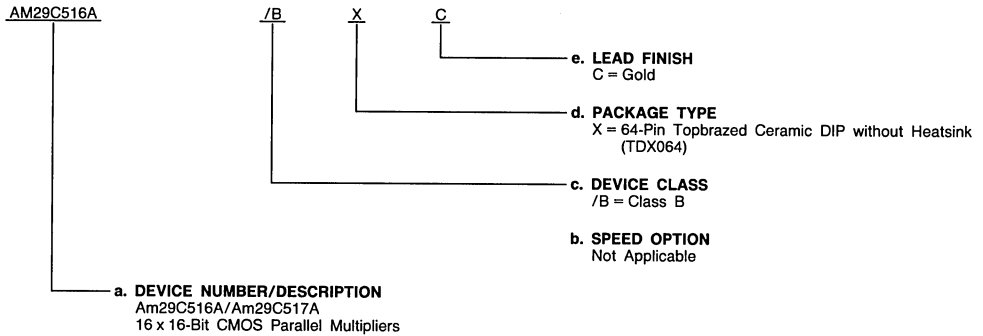 AM29C516A /B X C
e. LEAD FINISH
C = Gold
d. PACKAGE TYPE
X = 64-Pin Topbrazed Ceramic DIP without Heatsink
(TDX064)
c. DEVICE CLASS
/B = Class B
b. SPEED OPTION
Not Applicable
a. DEVICE NUMBER/DESCRIPTION
Am29C516A/Am29C517A
16 x 16-Bit CMOS Parallel Multipliers